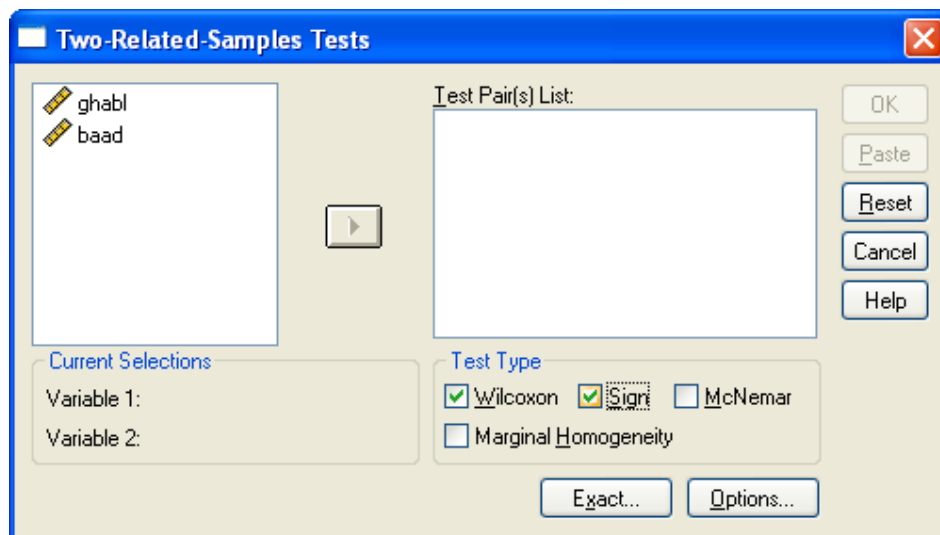 Two-Related-Samples Tests
ghabl
baad
Test Pair(s) List:
OK
Paste
Reset
Cancel
Help
Current Selections
Variable 1:
Variable 2:
Test Type
Wilcoxon
Sign
McNemar
Marginal Homogeneity
Exact...
Options...